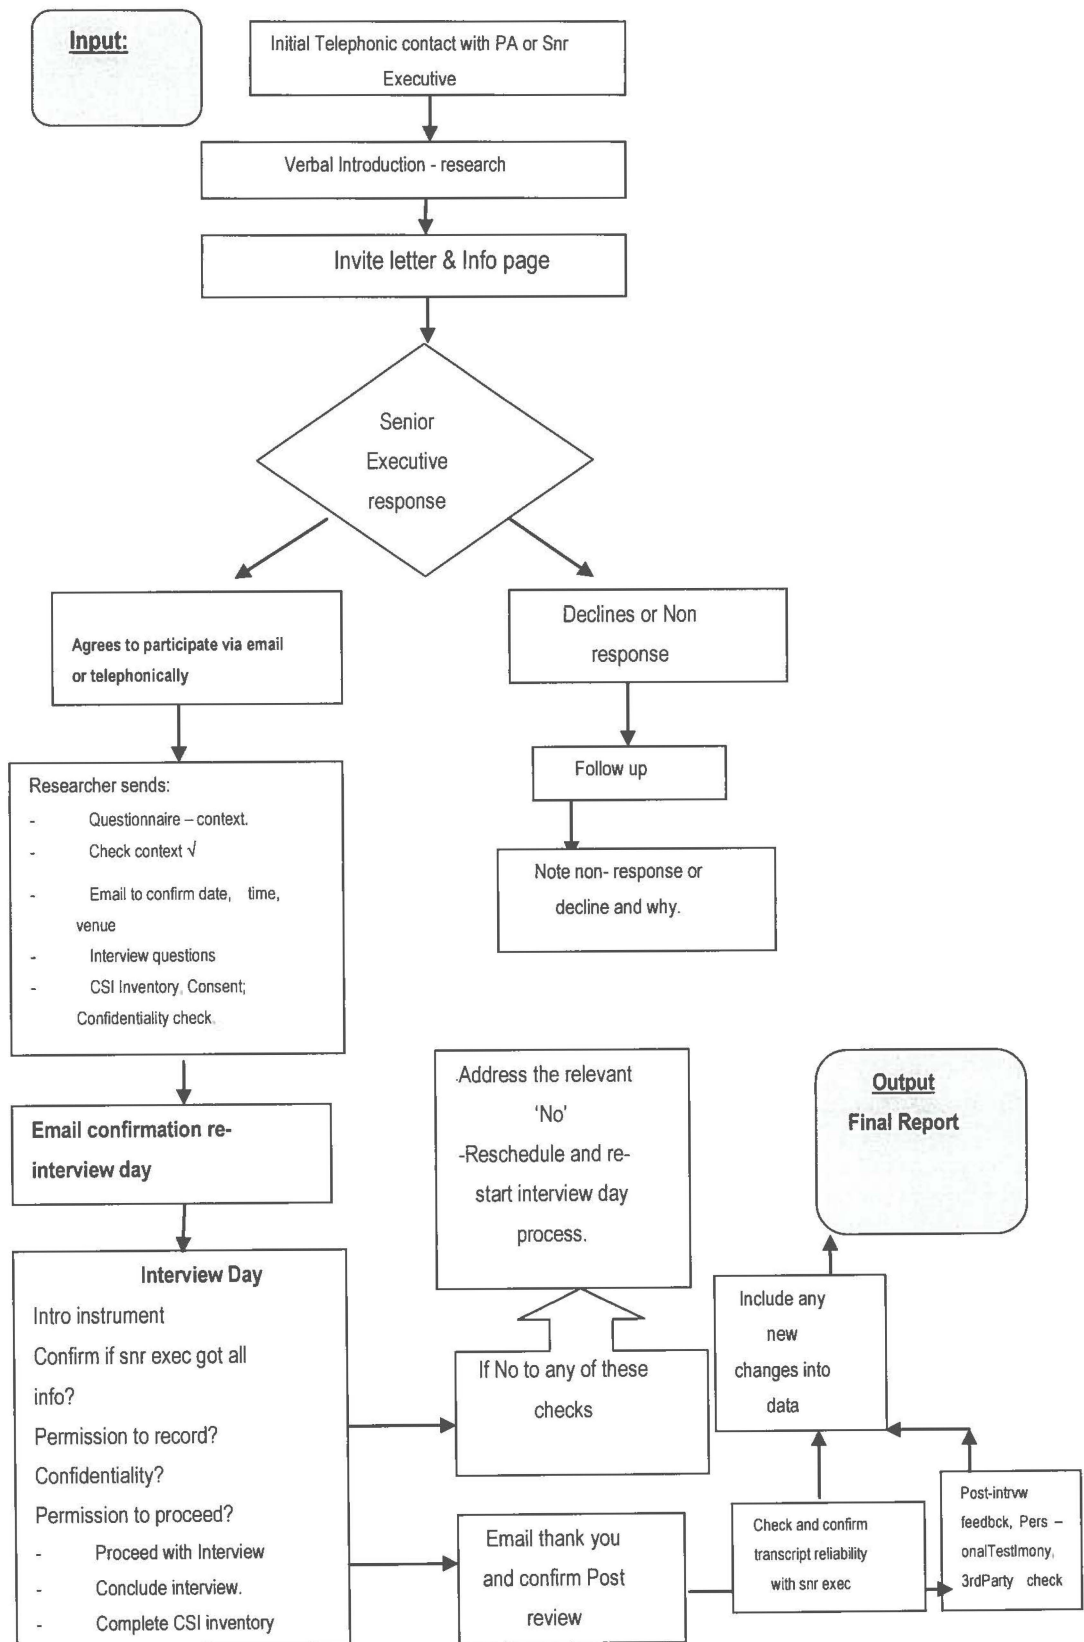 Input:
Initial Telephonic contact with PA or Snr
Executive
Verbal Introduction - research
Invite letter & Info page
Senior
Executive
response
Agrees to participate via email
or telephonically
Declines or Non
response
Follow up
Note non- response or
decline and why.
Researcher sends:
- Questionnaire – context.
- Check context √
- Email to confirm date, time,
venue
- Interview questions
- CSI Inventory, Consent;
Confidentiality check.
Email confirmation re-
interview day
Address the relevant
'No'
-Reschedule and re-
start interview day
process.
Output
Final Report
Interview Day
Intro instrument
Confirm if snr exec got all
info?
Permission to record?
Confidentiality?
Permission to proceed?
- Proceed with Interview
- Conclude interview.
- Complete CSI inventory
If No to any of these
checks
Include any
new
changes into
data
Email thank you
and confirm Post
review
Check and confirm
transcript reliability
with snr exec
Post-intrvw
feedbck, Pers –
onalTestImony,
3rdParty check